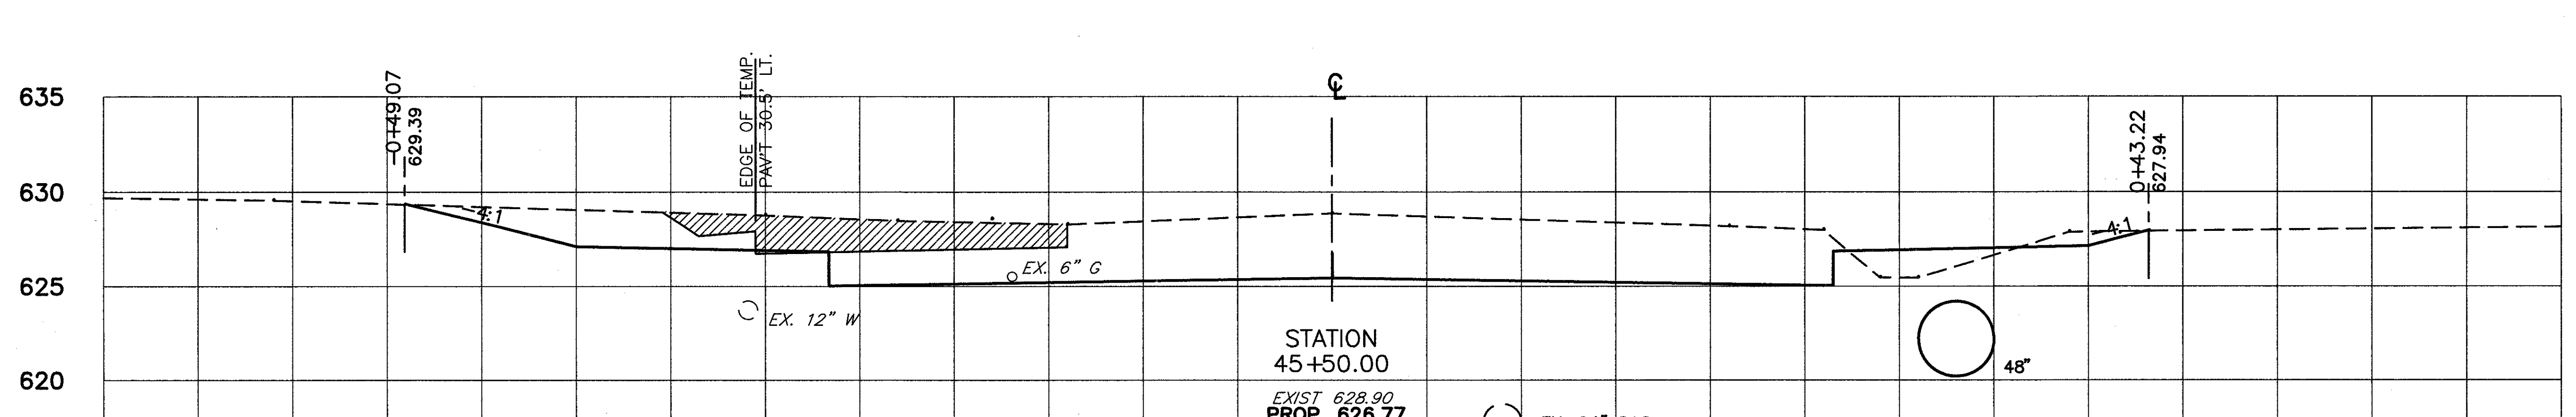 ℄
-0+49.07
629.39
EDGE OF TEMP.
PAV'T 30.5' LT.
0+43.22
627.94
635
630
625
620
4:1
4:1
EX. 6" G
EX. 12" W
STATION
45+50.00
48"
EXIST 628.90
PROP 626.77